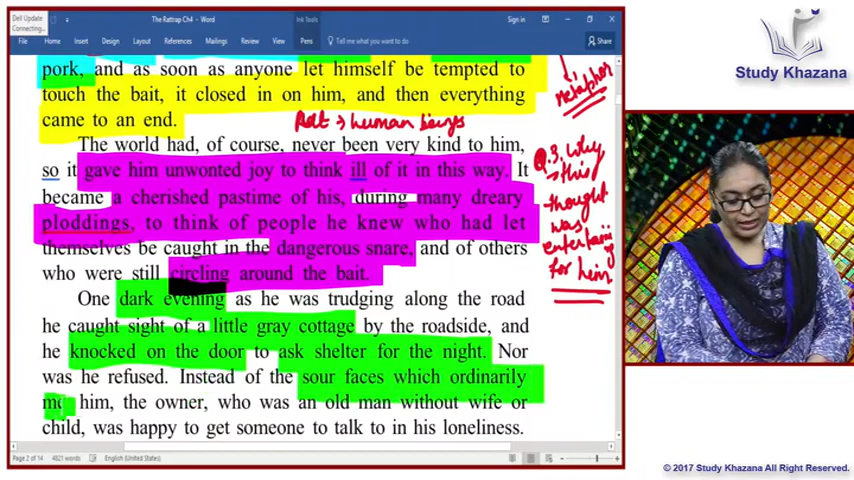 Dell Update
Connecting...
The Rattrap Ch4 - Word
Ink Tools
Sign in
File Insert Design Layout References Mailings Review View Pens Tell me what you want to do Share
pork, and as soon as anyone let himself be tempted to
touch the bait, it closed in on him, and then everything
came to an end.
Rat → human beings
The world had, of course, never been very kind to him,
so it gave him unwonted joy to think ill of it in this way. It
became a cherished pastime of his, during many dreary
ploddings, to think of people he knew who had let
themselves be caught in the dangerous snare, and of others
who were still circling around the bait.
One dark evening as he was trudging along the road
he caught sight of a little gray cottage by the roadside, and
he knocked on the door to ask shelter for the night. Nor
was he refused. Instead of the sour faces which ordinarily
me him, the owner, who was an old man without wife or
child, was happy to get someone to talk to in his loneliness.
metaphor
Q.3. Why
→ this
thought
was
entertaining
for him
Page 2 of 14 4821 words English (United States) 100%
Study Khazana
© 2017 Study Khazana All Right Reserved.